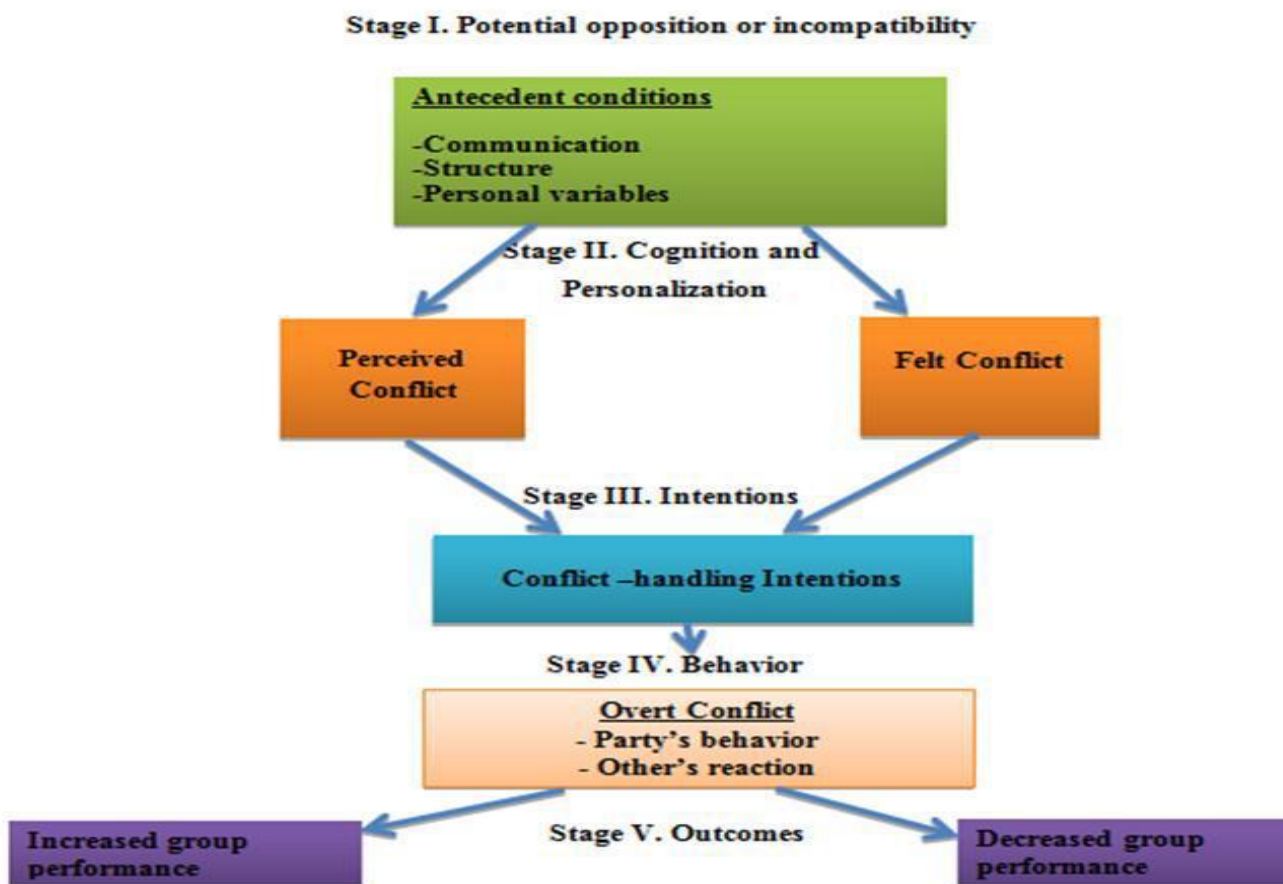 Stage I. Potential opposition or incompatibility
Antecedent conditions
-Communication
-Structure
-Personal variables
Stage II. Cognition and
Personalization
Perceived
Conflict
Felt Conflict
Stage III. Intentions
Conflict –handling Intentions
Stage IV. Behavior
Overt Conflict
- Party’s behavior
- Other’s reaction
Increased group
performance
Stage V. Outcomes
Decreased group
performance